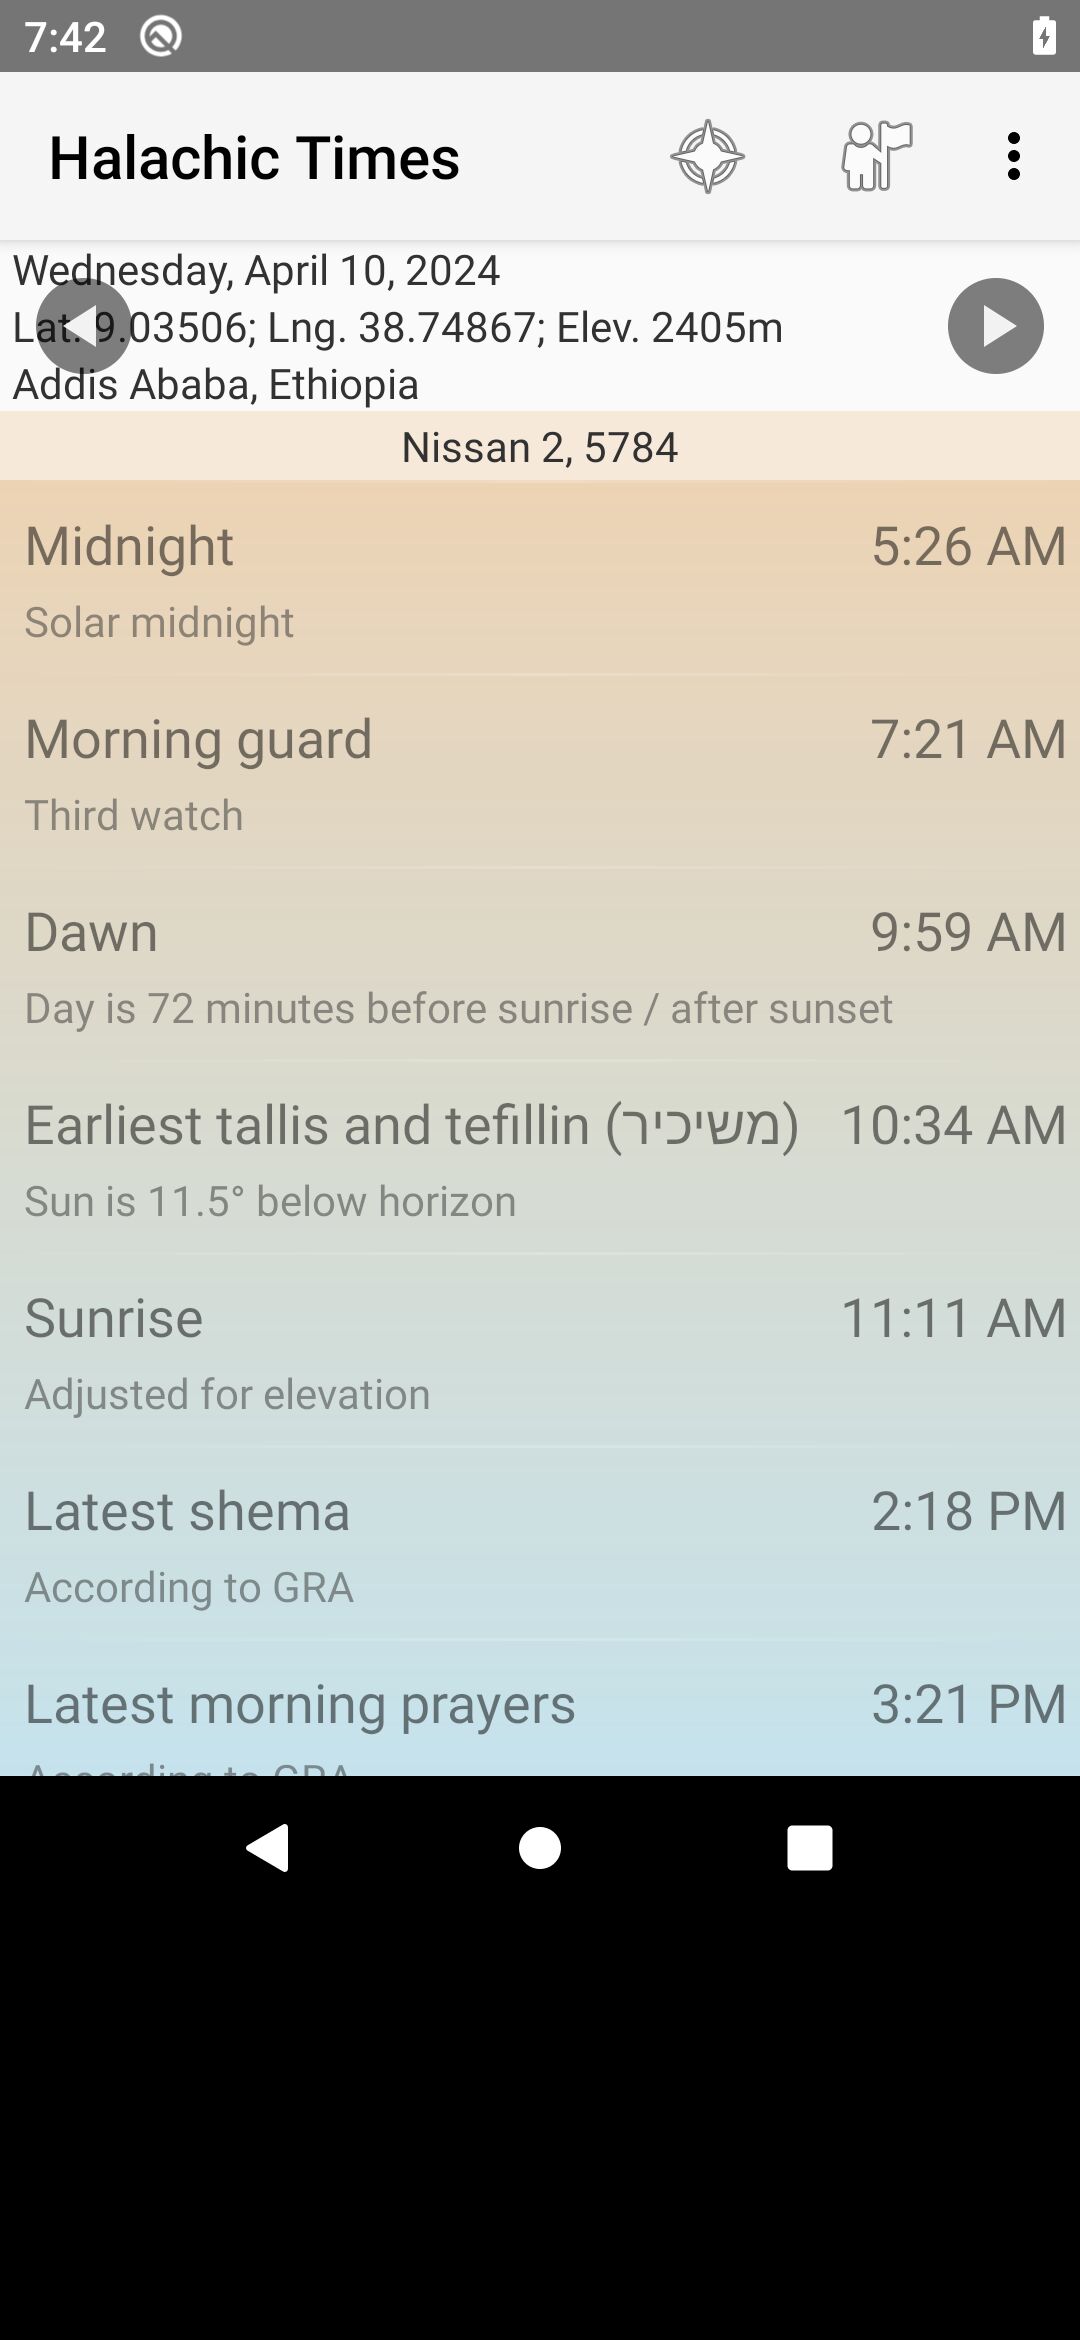 7:42
Halachic Times
Wednesday, April 10, 2024
Lat. 9.03506; Lng. 38.74867; Elev. 2405m
Addis Ababa, Ethiopia
Nissan 2, 5784
Midnight 5:26 AM
Solar midnight
Morning guard 7:21 AM
Third watch
Dawn 9:59 AM
Day is 72 minutes before sunrise / after sunset
Earliest tallis and tefillin (משיכיר) 10:34 AM
Sun is 11.5° below horizon
Sunrise 11:11 AM
Adjusted for elevation
Latest shema 2:18 PM
According to GRA
Latest morning prayers 3:21 PM
According to GRA